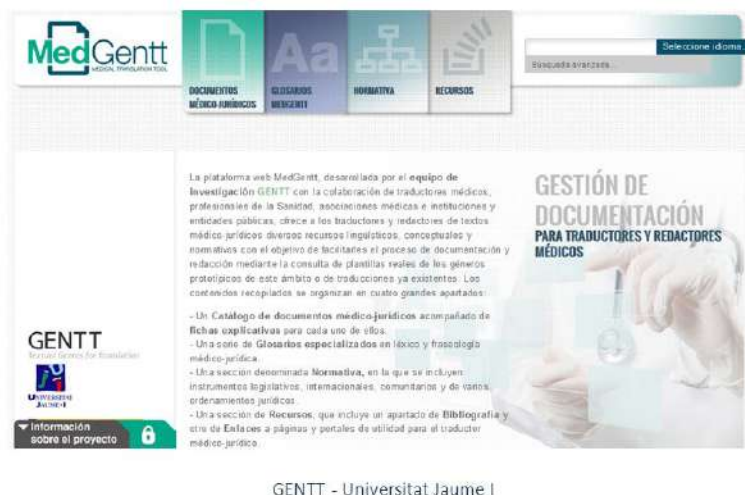 MedGentt
MEDICAL TRANSLATION TOOL
DOCUMENTOS
MÉDICO-JURÍDICOS
Aa
GLOSARIOS
MEDGENTT
NORMATIVA
RECURSOS
Seleccione idioma
Búsqueda avanzada...
La plataforma web MedGentt, desarrollada por el equipo de
investigación GENTT con la colaboración de traductores médicos,
profesionales de la Sanidad, asociaciones médicas e instituciones y
entidades públicas, ofrece a los traductores y redactores de textos
médico-jurídicos diversos recursos lingüísticos, conceptuales y
normativos con el objetivo de facilitarles el proceso de documentación y
redacción mediante la consulta de plantillas reales de los géneros
prototípicos de este ámbito o de traducciones ya existentes. Los
contenidos recopilados se organizan en cuatro grandes apartados:
- Un Catálogo de documentos médico-jurídicos acompañado de
fichas explicativas para cada uno de ellos.
- Una serie de Glosarios especializados en léxico y fraseología
médico-jurídica.
- Una sección denominada Normativa, en la que se incluyen
instrumentos legislativos, internacionales, comunitarios y de varios
ordenamientos jurídicos.
- Una sección de Recursos, que incluye un apartado de Bibliografía y
otro de Enlaces a páginas y portales de utilidad para el traductor
médico-jurídico.
GESTIÓN DE
DOCUMENTACIÓN
PARA TRADUCTORES Y REDACTORES
MÉDICOS
GENTT
Textual Genres for Translation
UNIVERSITAT
JAUME I
Información
sobre el proyecto
GENTT - Universitat Jaume I